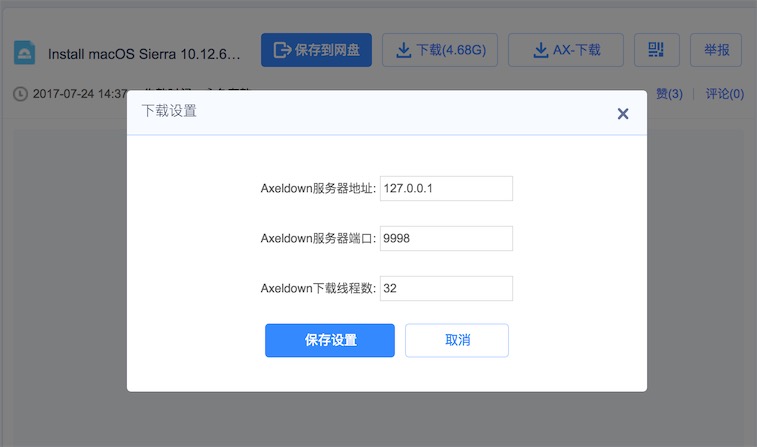 Install macOS Sierra 10.12.6…
保存到网盘
下载(4.68G)
AX-下载
举报
2017-07-24 14:37
赞(3)
评论(0)
下载设置
Axeldown服务器地址: 127.0.0.1
Axeldown服务器端口: 9998
Axeldown下载线程数: 32
保存设置
取消